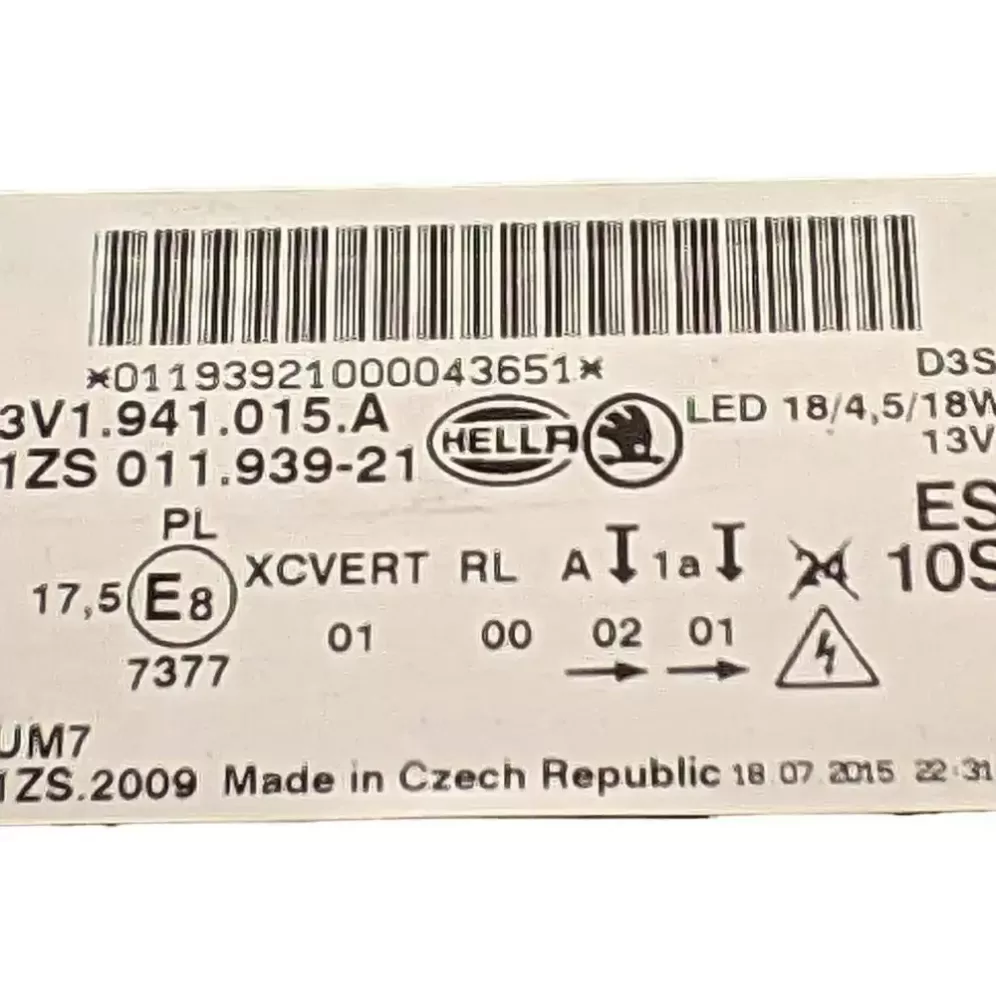 *01193921000043651*
D3S
3V1.941.015.A
HELLA
LED 18/4,5/18W
1ZS 011.939-21
13V
PL
ES
17,5 E8 XCVERT RL A 1a 24 10S
01 00 02 01
7377
UM7
1ZS.2009 Made in Czech Republic 18.07.2015 22:31